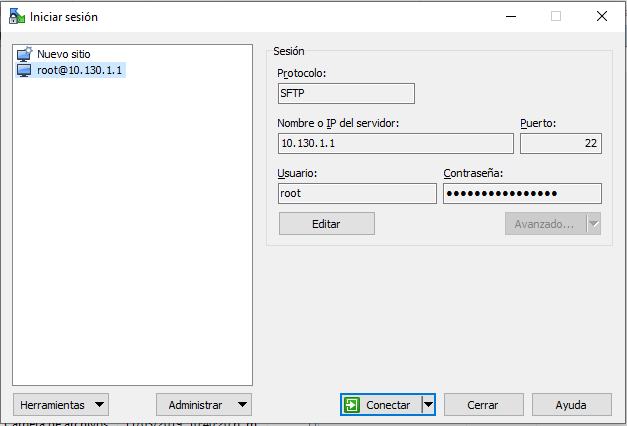 Iniciar sesión
Nuevo sitio
root@10.130.1.1
Sesión
Protocolo:
SFTP
Nombre o IP del servidor:
Puerto:
10.130.1.1
22
Usuario:
Contraseña:
root
●●●●●●●●●●●●●●●●
Editar
Avanzado...
Herramientas
Administrar
Conectar
Cerrar
Ayuda